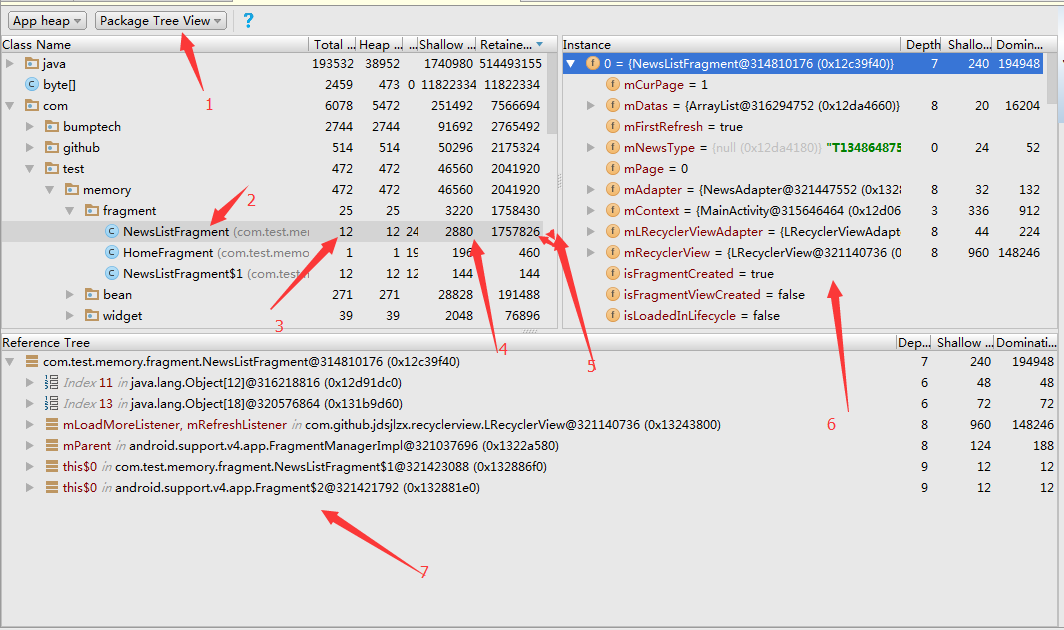 App heap Package Tree View ?
Class Name Total ... Heap ... ... Shallow ... Retaine...
java 193532 38952 1740980 514493155
byte[] 2459 473 0 11822334 11822334
com 6078 5472 251492 7566694
bumptech 2744 2744 91692 2765492
github 514 514 50296 2175324
test 472 472 46560 2041920
memory 472 472 46560 2041920
fragment 25 25 3220 1758430
NewsListFragment (com.test.me 12 12 24 2880 1757826
HomeFragment (com.test.memo 1 1 19 196 460
NewsListFragment$1 (com.test. 12 12 12 144 144
bean 271 271 28828 191488
widget 39 39 2048 76896
1
2
3
4
5
Instance Depth Shallo... Domin...
0 = {NewsListFragment@314810176 (0x12c39f40)} 7 240 194948
mCurPage = 1
mDatas = {ArrayList@316294752 (0x12da4660)} 8 20 16204
mFirstRefresh = true
mNewsType = {null (0x12da4180)} "T134864875 0 24 52
mPage = 0
mAdapter = {NewsAdapter@321447552 (0x132 8 32 132
mContext = {MainActivity@315646464 (0x12d06 3 336 912
mLRecyclerViewAdapter = {LRecyclerViewAdapt 8 44 224
mRecyclerView = {LRecyclerView@321140736 (0 8 960 148246
isFragmentCreated = true
isFragmentViewCreated = false
isLoadedInLifecycle = false
6
Reference Tree Dep... Shallow ... Dominati...
com.test.memory.fragment.NewsListFragment@314810176 (0x12c39f40) 7 240 194948
Index 11 in java.lang.Object[12]@316218816 (0x12d91dc0) 6 48 48
Index 13 in java.lang.Object[18]@320576864 (0x131b9d60) 6 72 72
mLoadMoreListener, mRefreshListener in com.github.jdsjlzx.recyclerview.LRecyclerView@321140736 (0x13243800) 8 960 148246
mParent in android.support.v4.app.FragmentManagerImpl@321037696 (0x1322a580) 8 124 188
this$0 in com.test.memory.fragment.NewsListFragment$1@321423088 (0x132886f0) 9 12 12
this$0 in android.support.v4.app.Fragment$2@321421792 (0x132881e0) 9 12 12
7